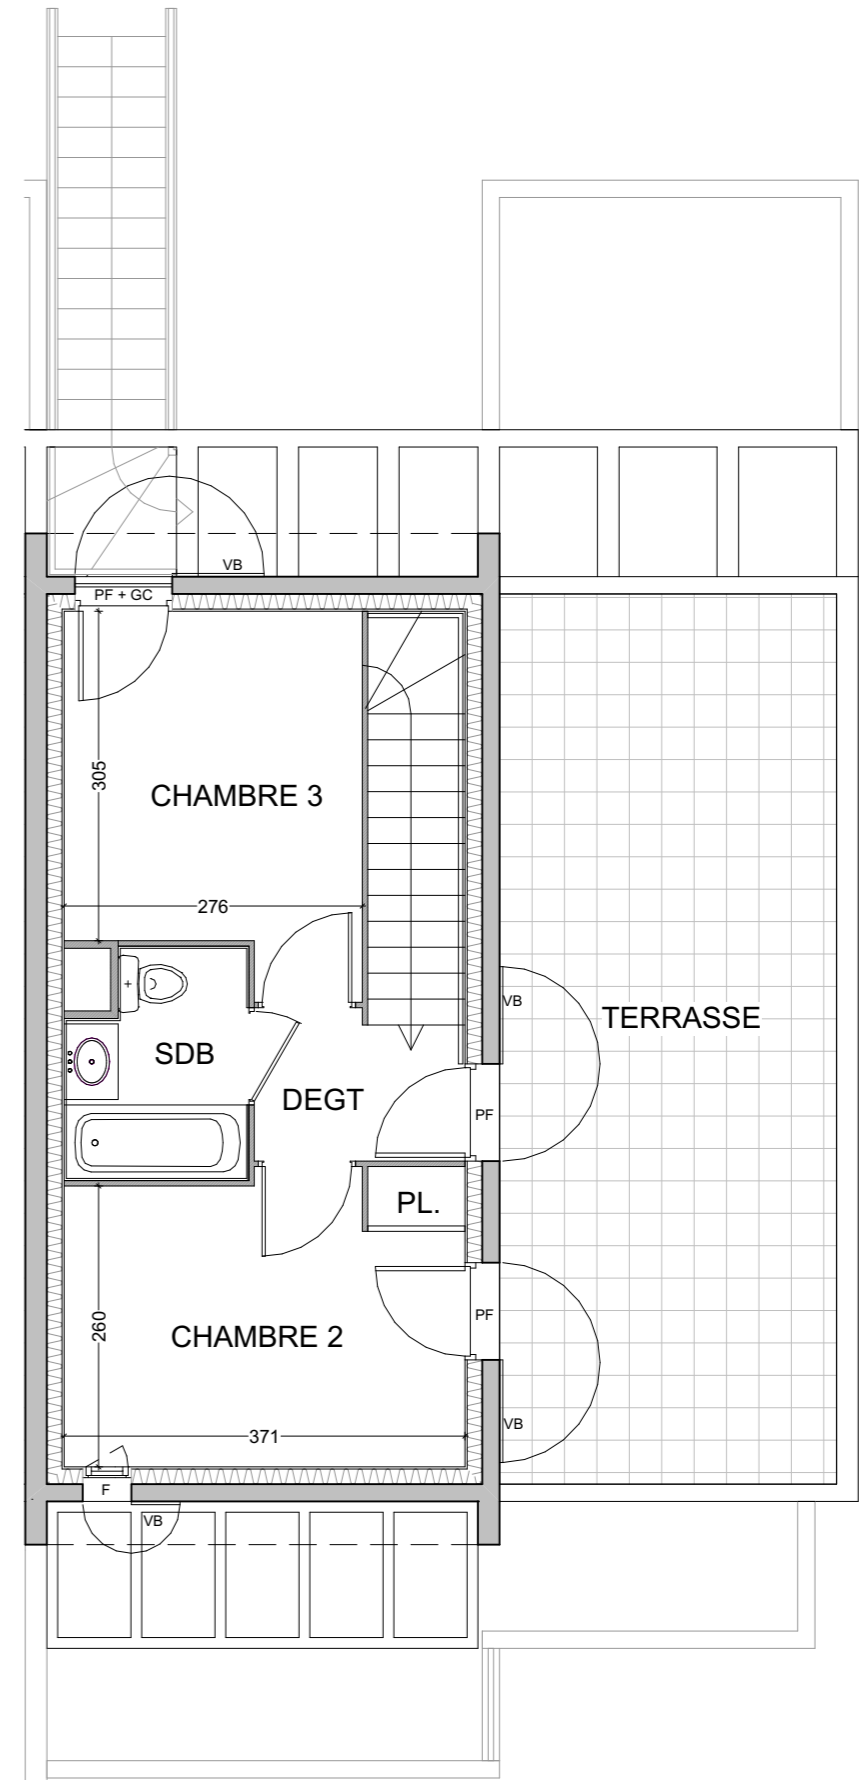 VB
PF + GC
305
CHAMBRE 3
276
VB
TERRASSE
SDB
DEGT
PF
PL.
260
CHAMBRE 2
PF
371
VB
F
VB